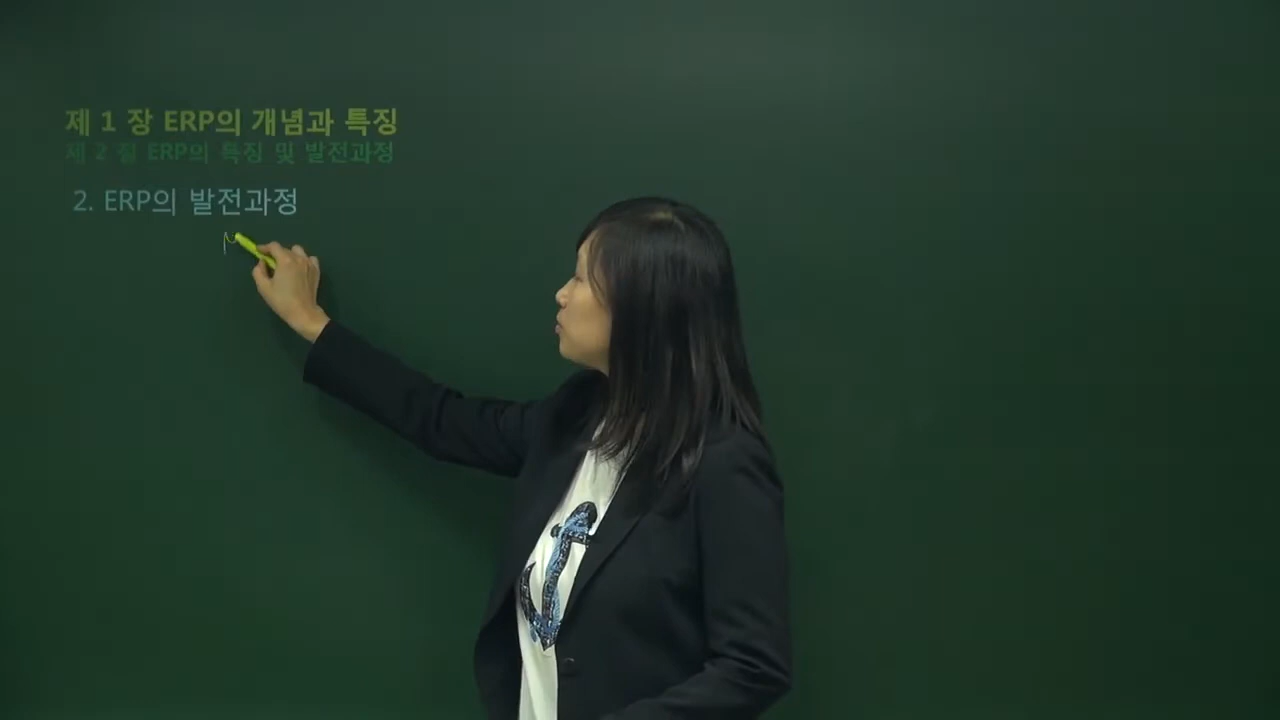 제 1 장 ERP의 개념과 특징
제 2 절 ERP의 특징 및 발전과정
2. ERP의 발전과정